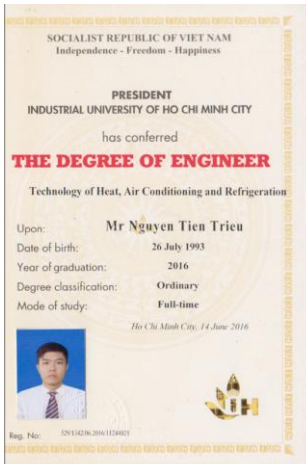 SOCIALIST REPUBLIC OF VIET NAM
Independence - Freedom - Happiness
PRESIDENT
INDUSTRIAL UNIVERSITY OF HO CHI MINH CITY
has conferred
THE DEGREE OF ENGINEER
Technology of Heat, Air Conditioning and Refrigeration
Upon: Mr Nguyen Tien Trieu
Date of birth: 26 July 1993
Year of graduation: 2016
Degree classification: Ordinary
Mode of study: Full-time
Ho Chi Minh City, 14 June 2016
Reg. No: